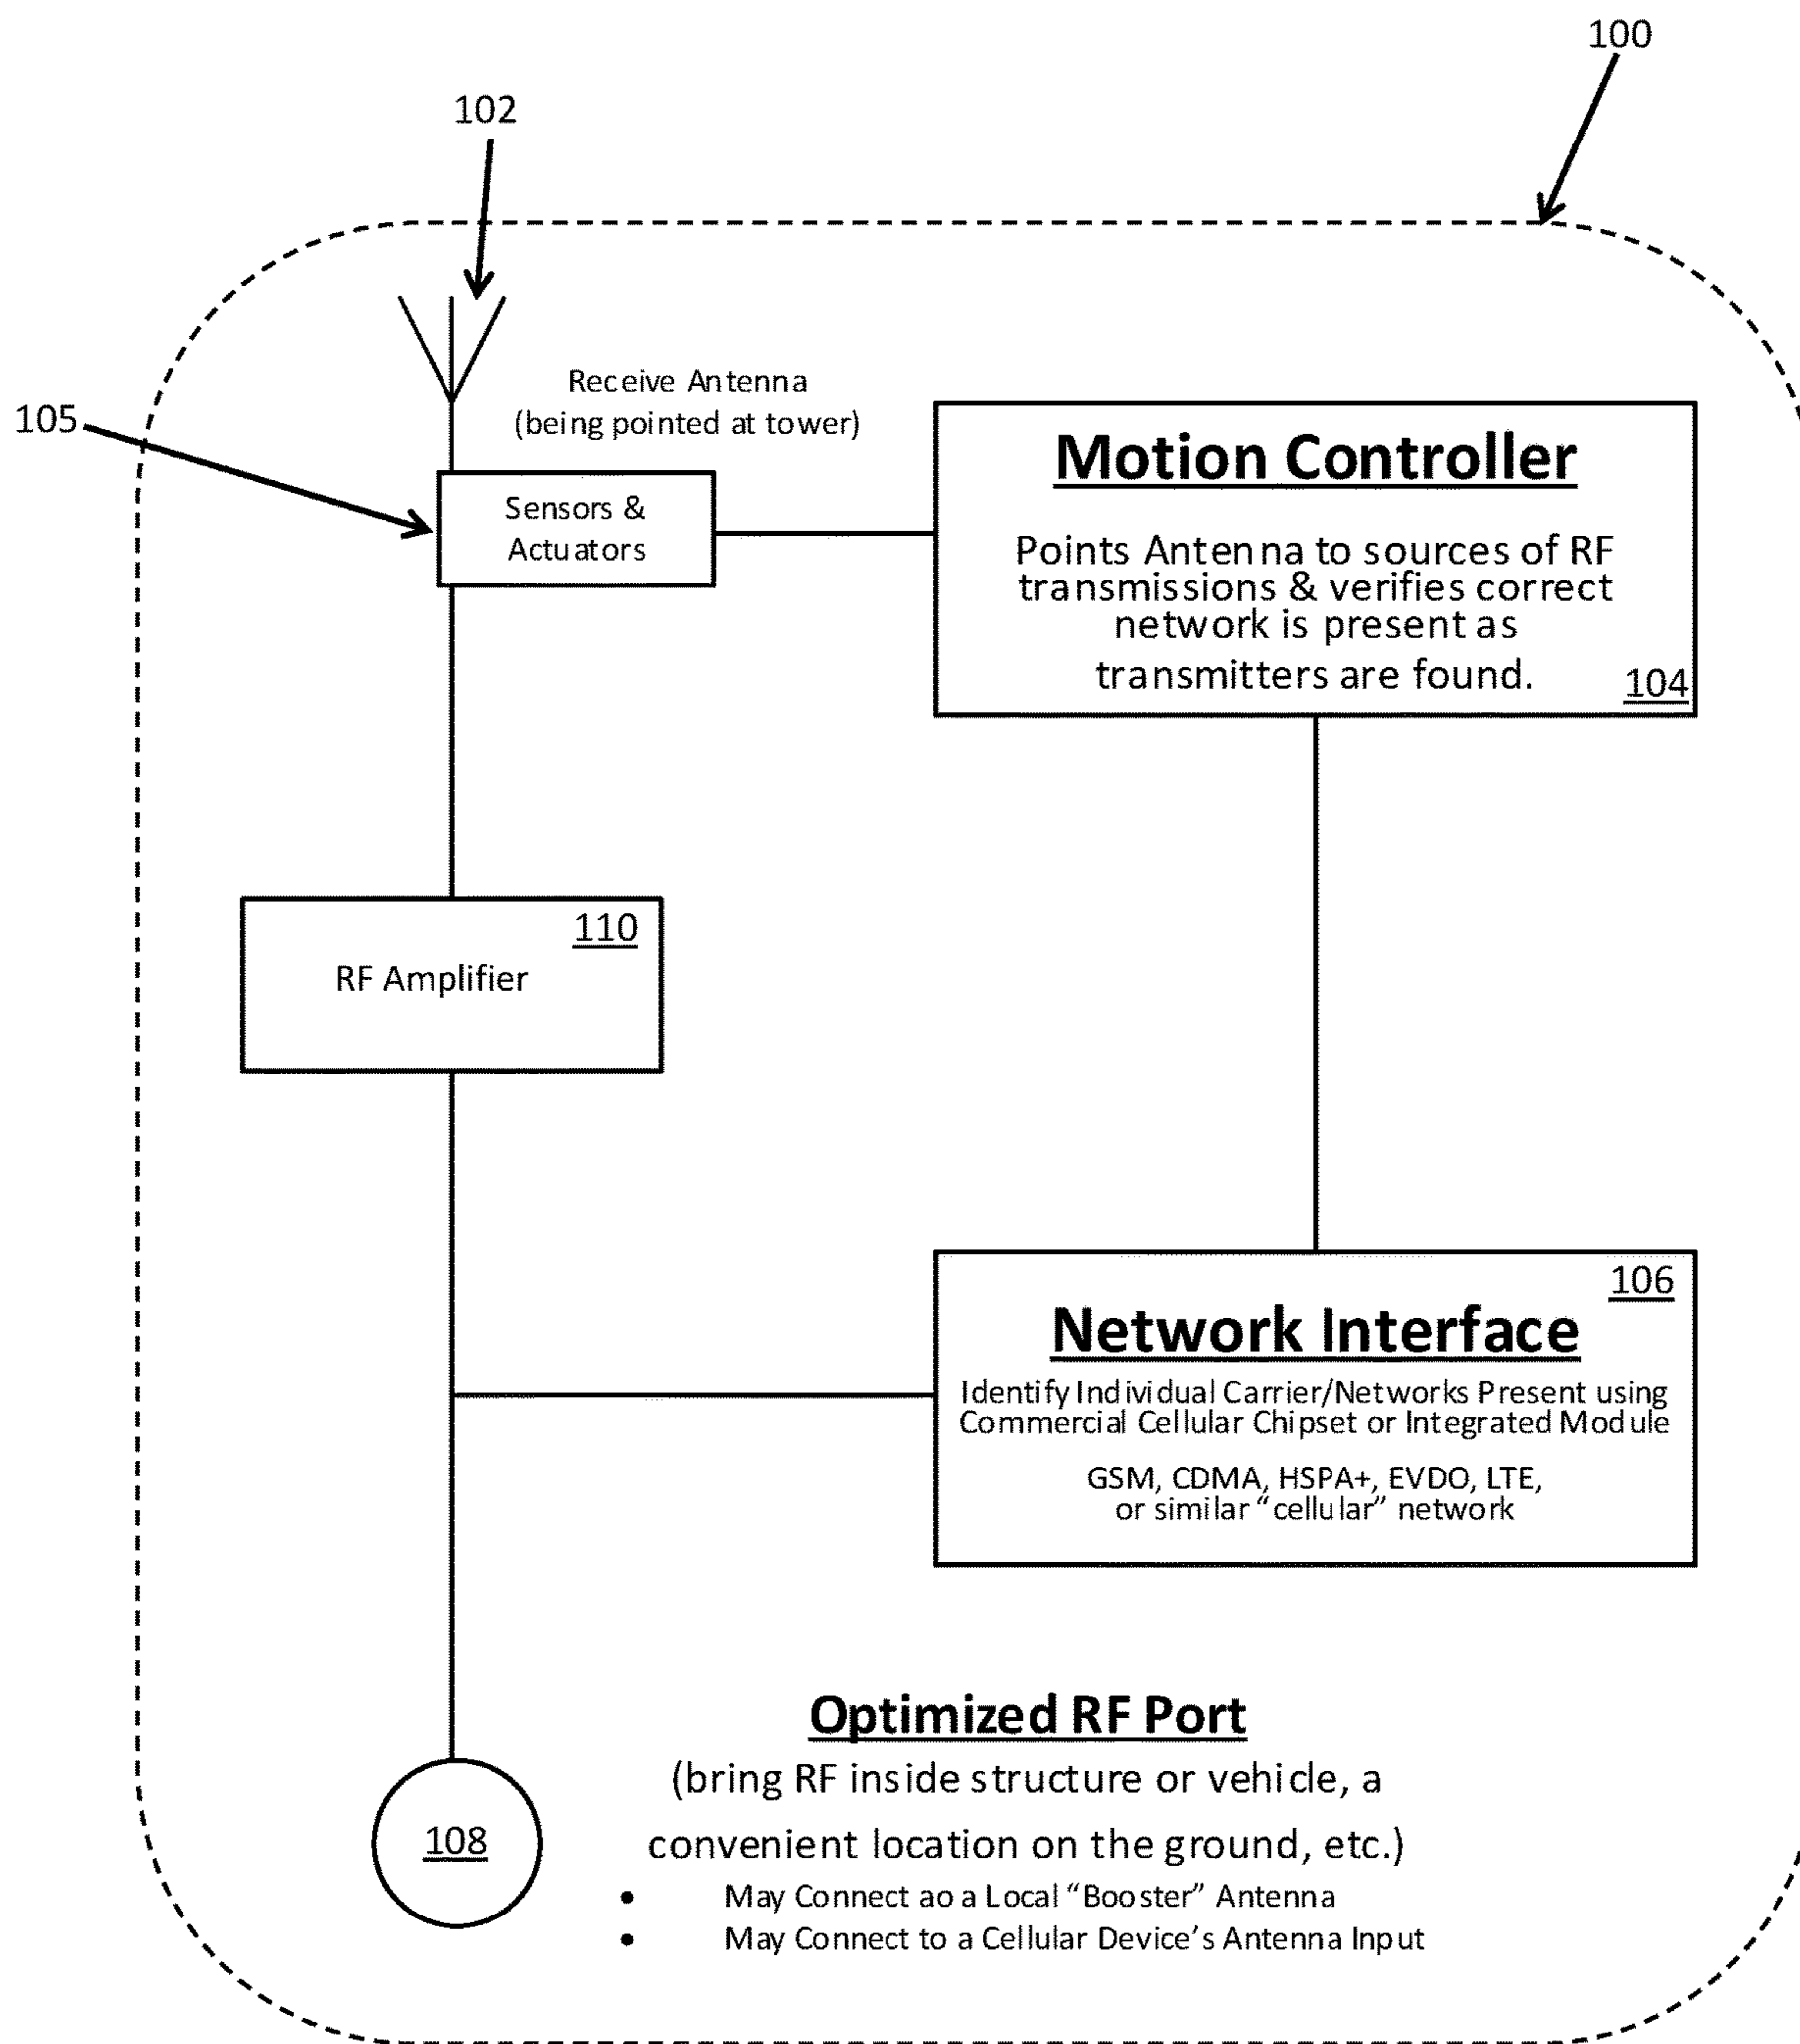 100
102
Receive Antenna
(being pointed at tower)
105
Sensors &
Actuators
Motion Controller
Points Antenna to sources of RF
transmissions & verifies correct
network is present as
transmitters are found.
104
110
RF Amplifier
106
Network Interface
Identify Individual Carrier/Networks Present using
Commercial Cellular Chipset or Integrated Module
GSM, CDMA, HSPA+, EVDO, LTE,
or similar “cellular” network
Optimized RF Port
(bring RF inside structure or vehicle, a
convenient location on the ground, etc.)
108
• May Connect ao a Local “Booster” Antenna
• May Connect to a Cellular Device’s Antenna Input